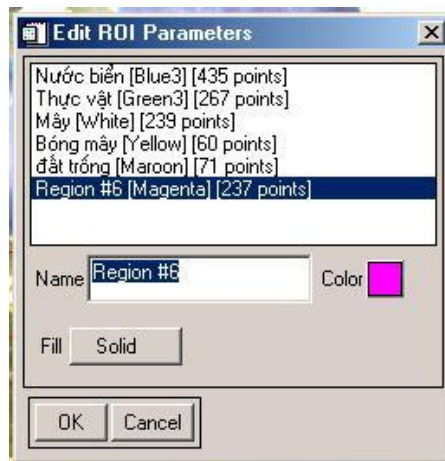 Edit ROI Parameters
Nước biển [Blue3] [435 points]
Thực vật [Green3] [267 points]
Mây [White] [239 points]
Bóng mây [Yellow] [60 points]
đất trống [Maroon] [71 points]
Region #6 [Magenta] [237 points]
Name Region #6 Color
Fill Solid
OK Cancel